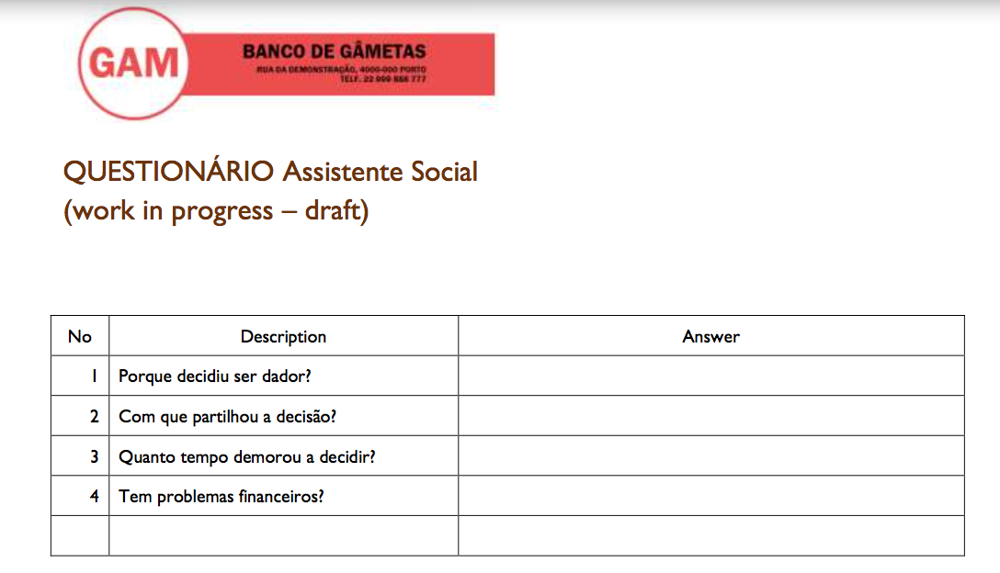 GAM
BANCO DE GÂMETAS
RUA DA DEMONSTRAÇÃO, 4000-000 PORTO
TELF. 22 999 888 777
QUESTIONÁRIO Assistente Social
(work in progress – draft)
No Description Answer
1 Porque decidiu ser dador?
2 Com que partilhou a decisão?
3 Quanto tempo demorou a decidir?
4 Tem problemas financeiros?